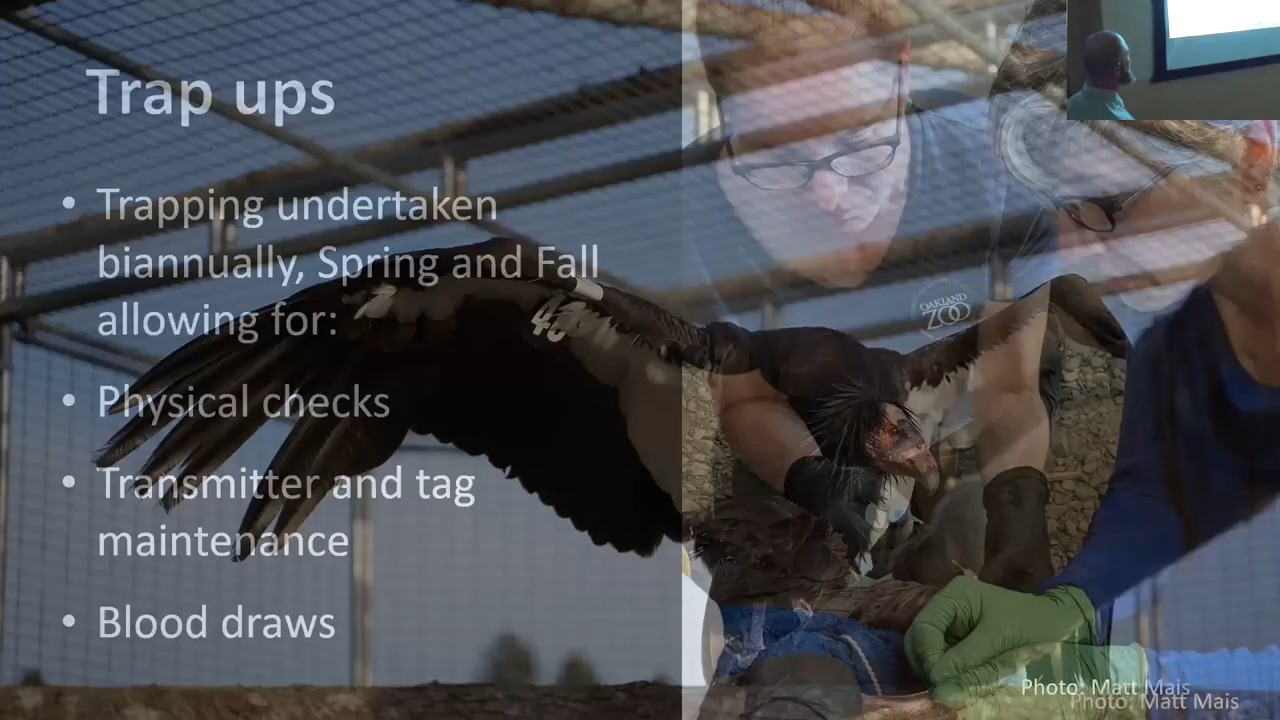 Trap ups
• Trapping undertaken
biannually, Spring and Fall
allowing for:
• Physical checks
• Transmitter and tag
maintenance
• Blood draws
OAKLAND
ZOO
Photo: Matt Mais
Photo: Matt Mais